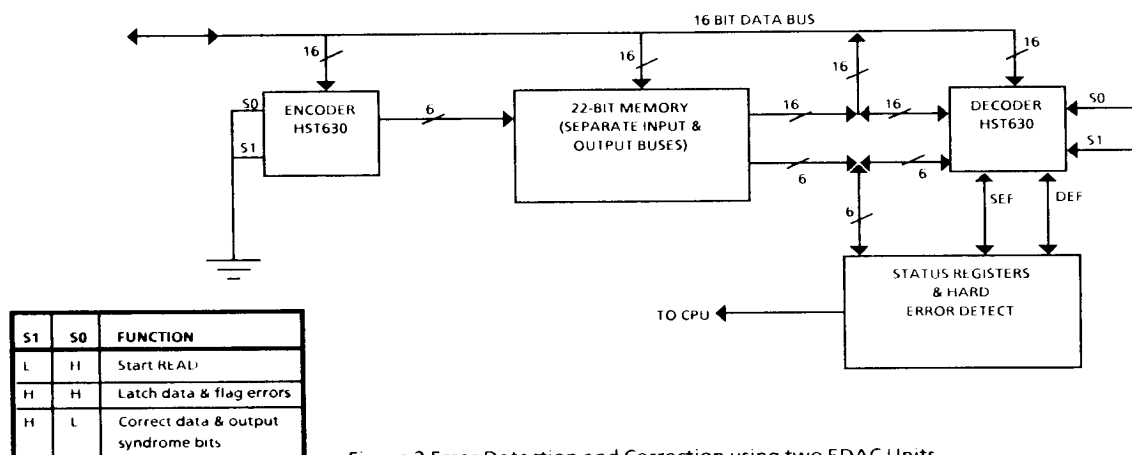 16 BIT DATA BUS
16
16
16
16
S0
S1
ENCODER
HST630
6
22-BIT MEMORY
(SEPARATE INPUT &
OUTPUT BUSES)
16
16
6
6
DECODER
HST630
S0
S1
6
SEF
DEF
STATUS REGISTERS
& HARD
ERROR DETECT
TO CPU
S1 S0 FUNCTION
L H Start READ
H H Latch data & flag errors
H L Correct data & output
syndrome bits
Figure 2 Error Detection and Correction using two EDAC Units